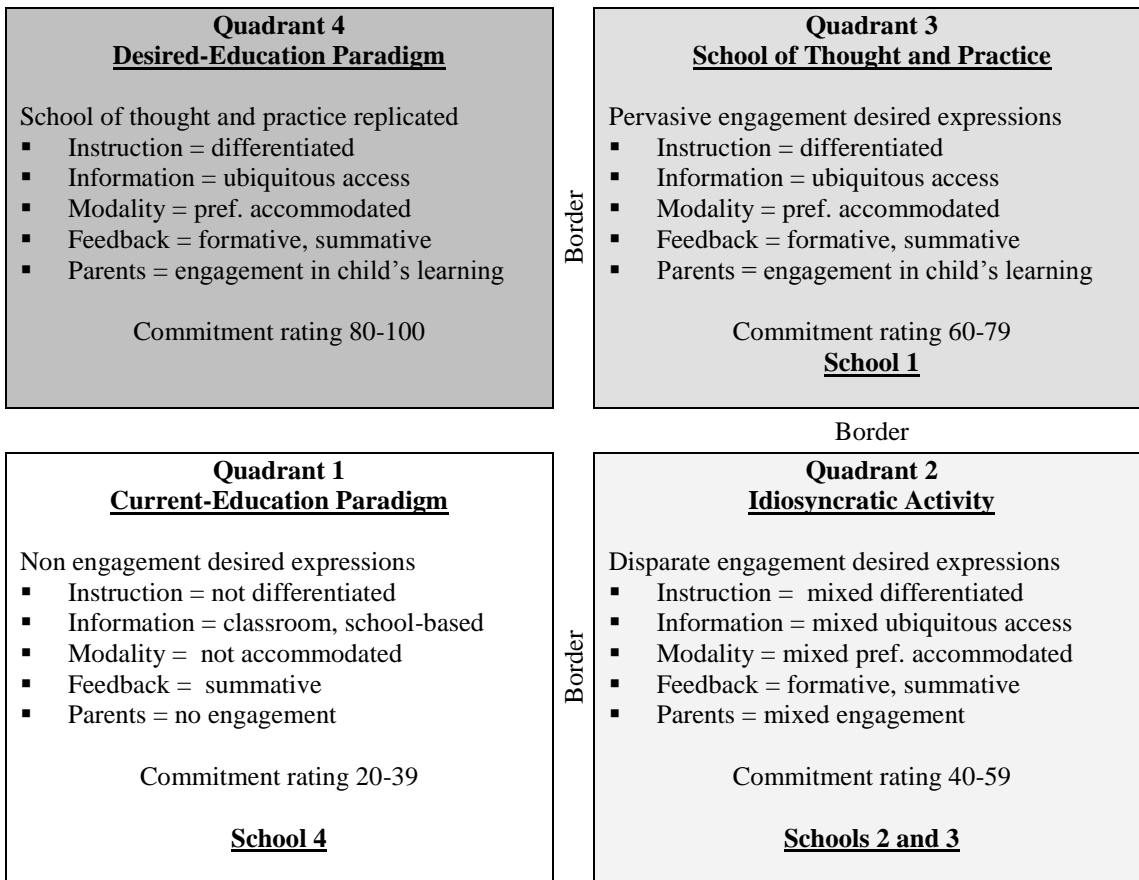 Quadrant 4
Desired-Education Paradigm
School of thought and practice replicated
▪ Instruction = differentiated
▪ Information = ubiquitous access
▪ Modality = pref. accommodated
▪ Feedback = formative, summative
▪ Parents = engagement in child’s learning
Commitment rating 80-100
Border
Quadrant 3
School of Thought and Practice
Pervasive engagement desired expressions
▪ Instruction = differentiated
▪ Information = ubiquitous access
▪ Modality = pref. accommodated
▪ Feedback = formative, summative
▪ Parents = engagement in child’s learning
Commitment rating 60-79
School 1
Border
Quadrant 1
Current-Education Paradigm
Non engagement desired expressions
▪ Instruction = not differentiated
▪ Information = classroom, school-based
▪ Modality = not accommodated
▪ Feedback = summative
▪ Parents = no engagement
Commitment rating 20-39
School 4
Border
Quadrant 2
Idiosyncratic Activity
Disparate engagement desired expressions
▪ Instruction = mixed differentiated
▪ Information = mixed ubiquitous access
▪ Modality = mixed pref. accommodated
▪ Feedback = formative, summative
▪ Parents = mixed engagement
Commitment rating 40-59
Schools 2 and 3